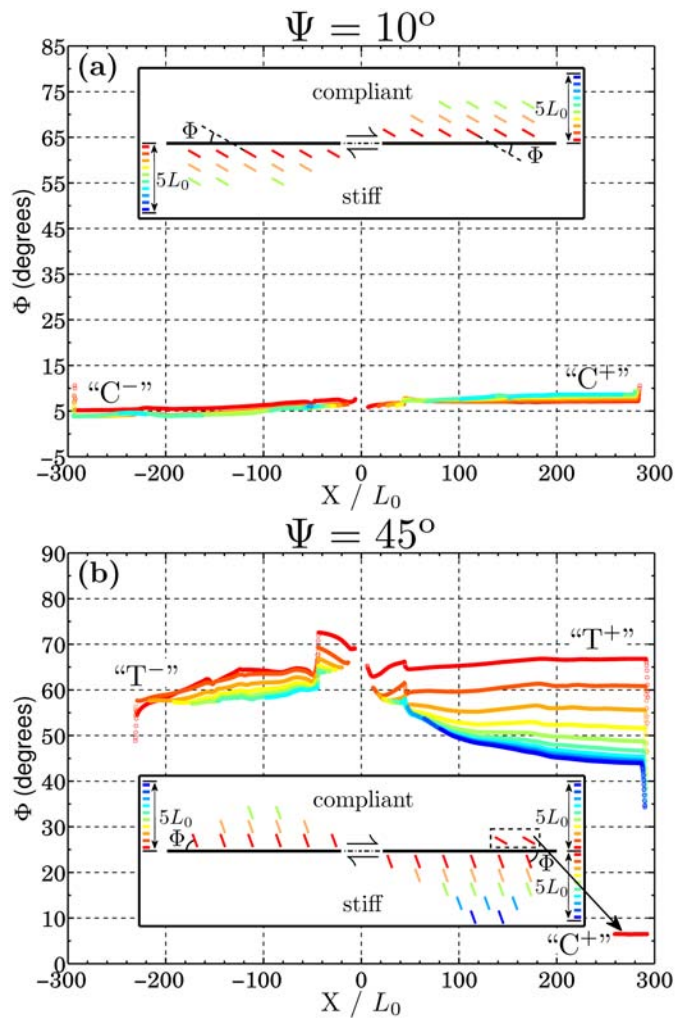 Ψ = 10°
(a)
85
75
65
55
45
35
25
15
5
−5
Φ (degrees)
compliant
stiff
Φ
Φ
5L₀
5L₀
“C⁻”
“C⁺”
−300 −200 −100 0 100 200 300
X / L₀
Ψ = 45°
(b)
90
80
70
60
50
40
30
20
10
0
Φ (degrees)
“T⁻”
“T⁺”
compliant
stiff
Φ
Φ
5L₀
5L₀
5L₀
“C⁺”
−300 −200 −100 0 100 200 300
X / L₀